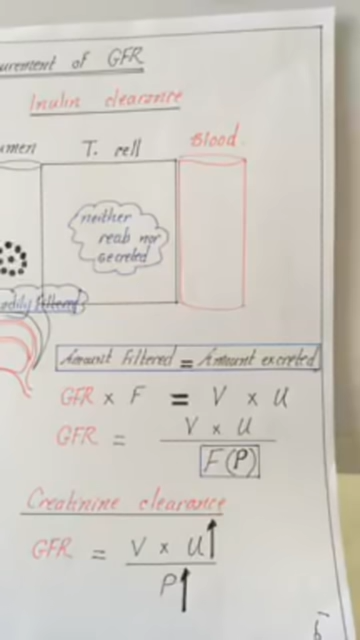 urement of GFR
Inulin clearance
umen T. cell Blood
neither
reab nor
secreted
adily filtered
Amount Filtered = Amount excreted
GFR x F = V x U
GFR = V x U
F(P)
Creatinine clearance
GFR = V x U↑
P↑